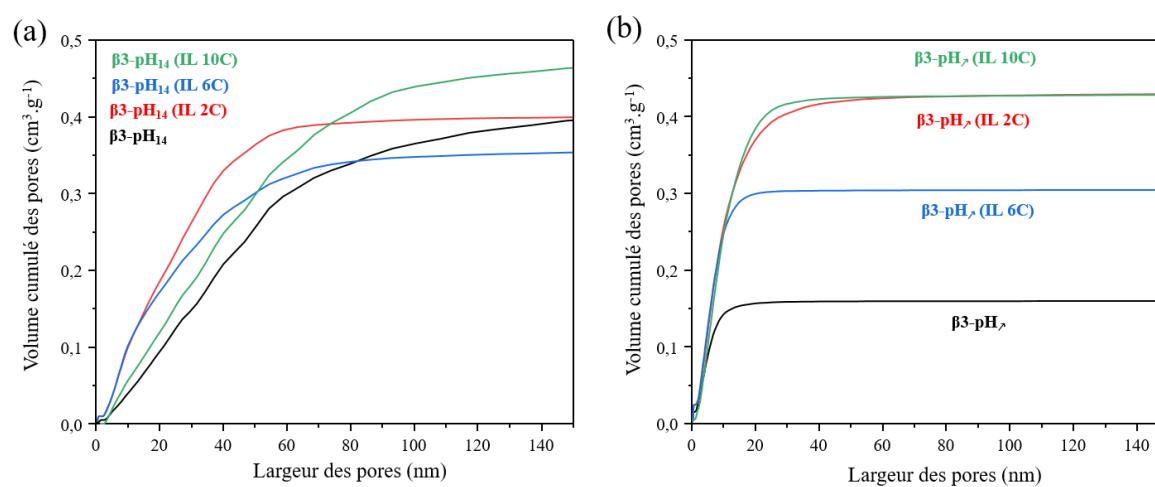 (a)
0,5
0,4
0,3
0,2
0,1
0,0
Volume cumulé des pores (cm³.g⁻¹)
β3-pH₁₄ (IL 10C)
β3-pH₁₄ (IL 6C)
β3-pH₁₄ (IL 2C)
β3-pH₁₄
0 20 40 60 80 100 120 140
Largeur des pores (nm)
(b)
0,5
0,4
0,3
0,2
0,1
0,0
Volume cumulé des pores (cm³.g⁻¹)
β3-pH↗ (IL 10C)
β3-pH↗ (IL 2C)
β3-pH↗ (IL 6C)
β3-pH↗
0 20 40 60 80 100 120 140
Largeur des pores (nm)